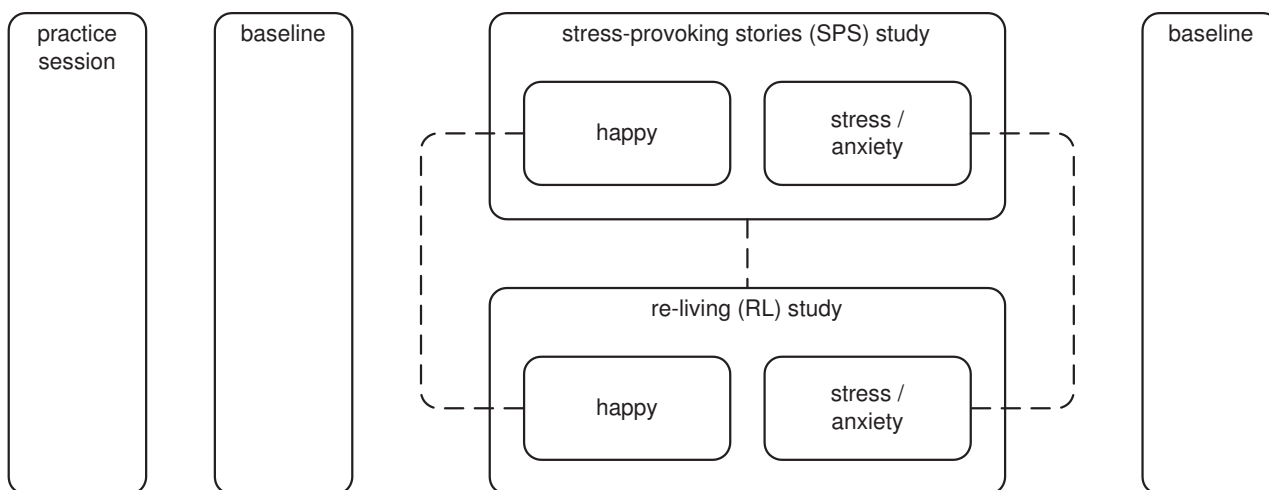 practice
session
baseline
stress-provoking stories (SPS) study
happy
stress /
anxiety
re-living (RL) study
happy
stress /
anxiety
baseline